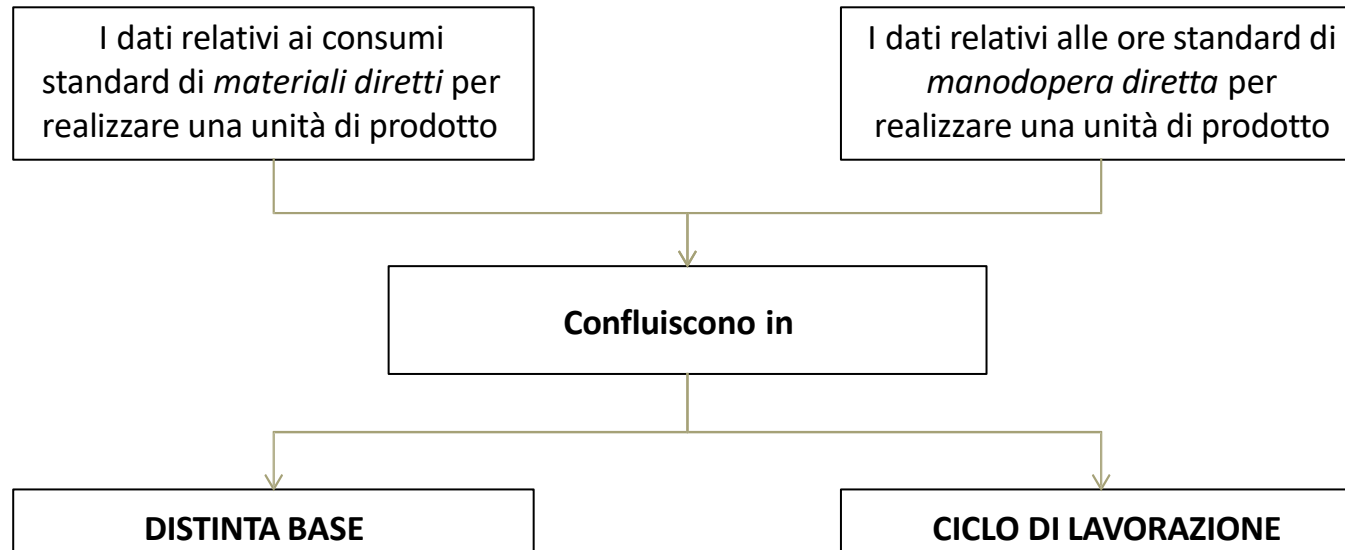 I dati relativi ai consumi
standard di materiali diretti per
realizzare una unità di prodotto
I dati relativi alle ore standard di
manodopera diretta per
realizzare una unità di prodotto
Confluiscono in
DISTINTA BASE
CICLO DI LAVORAZIONE